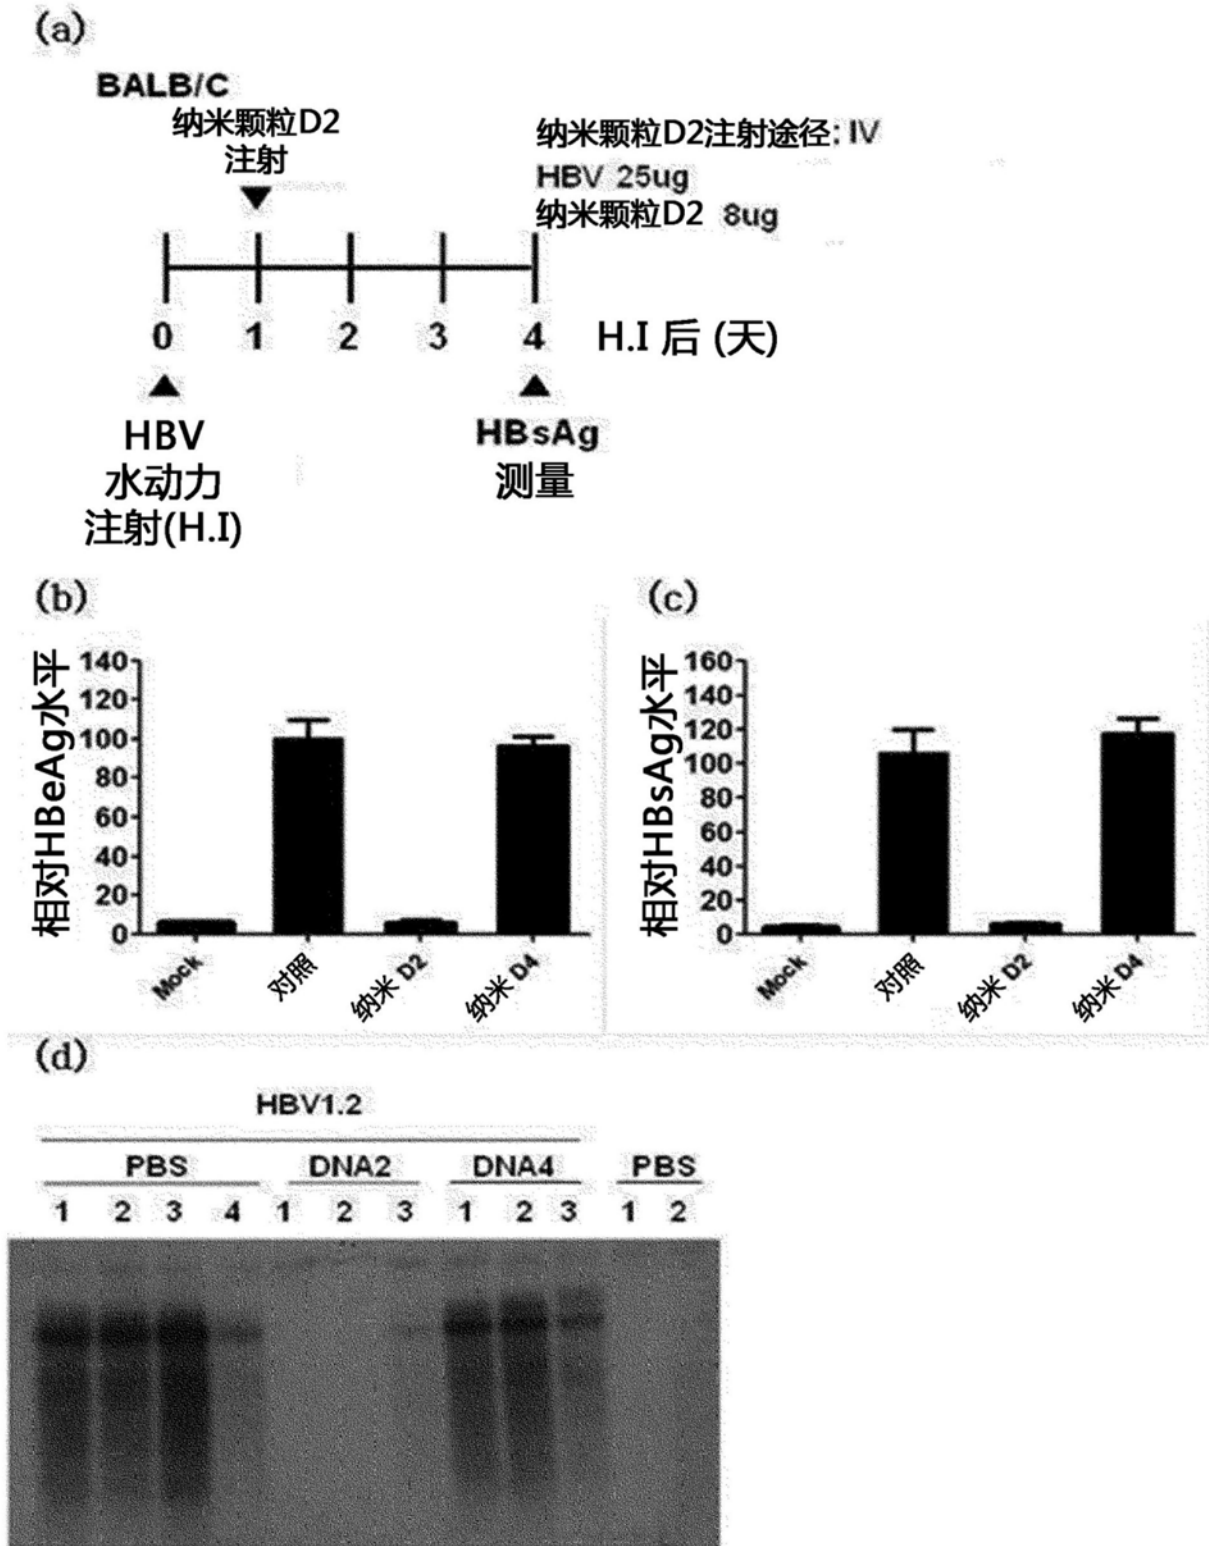 (a)
BALB/C
纳米颗粒D2
注射
纳米颗粒D2注射途径: IV
HBV 25ug
纳米颗粒D2 8ug
0 1 2 3 4 H.I 后 (天)
HBV
水动力
注射(H.I)
HBsAg
测量
(b)
相对HBeAg水平
140
120
100
80
60
40
20
0
Mock 对照 纳米 D2 纳米 D4
(c)
相对HBsAg水平
160
140
120
100
80
60
40
20
0
Mock 对照 纳米 D2 纳米 D4
(d)
HBV1.2
PBS DNA2 DNA4 PBS
1 2 3 4 1 2 3 1 2 3 1 2